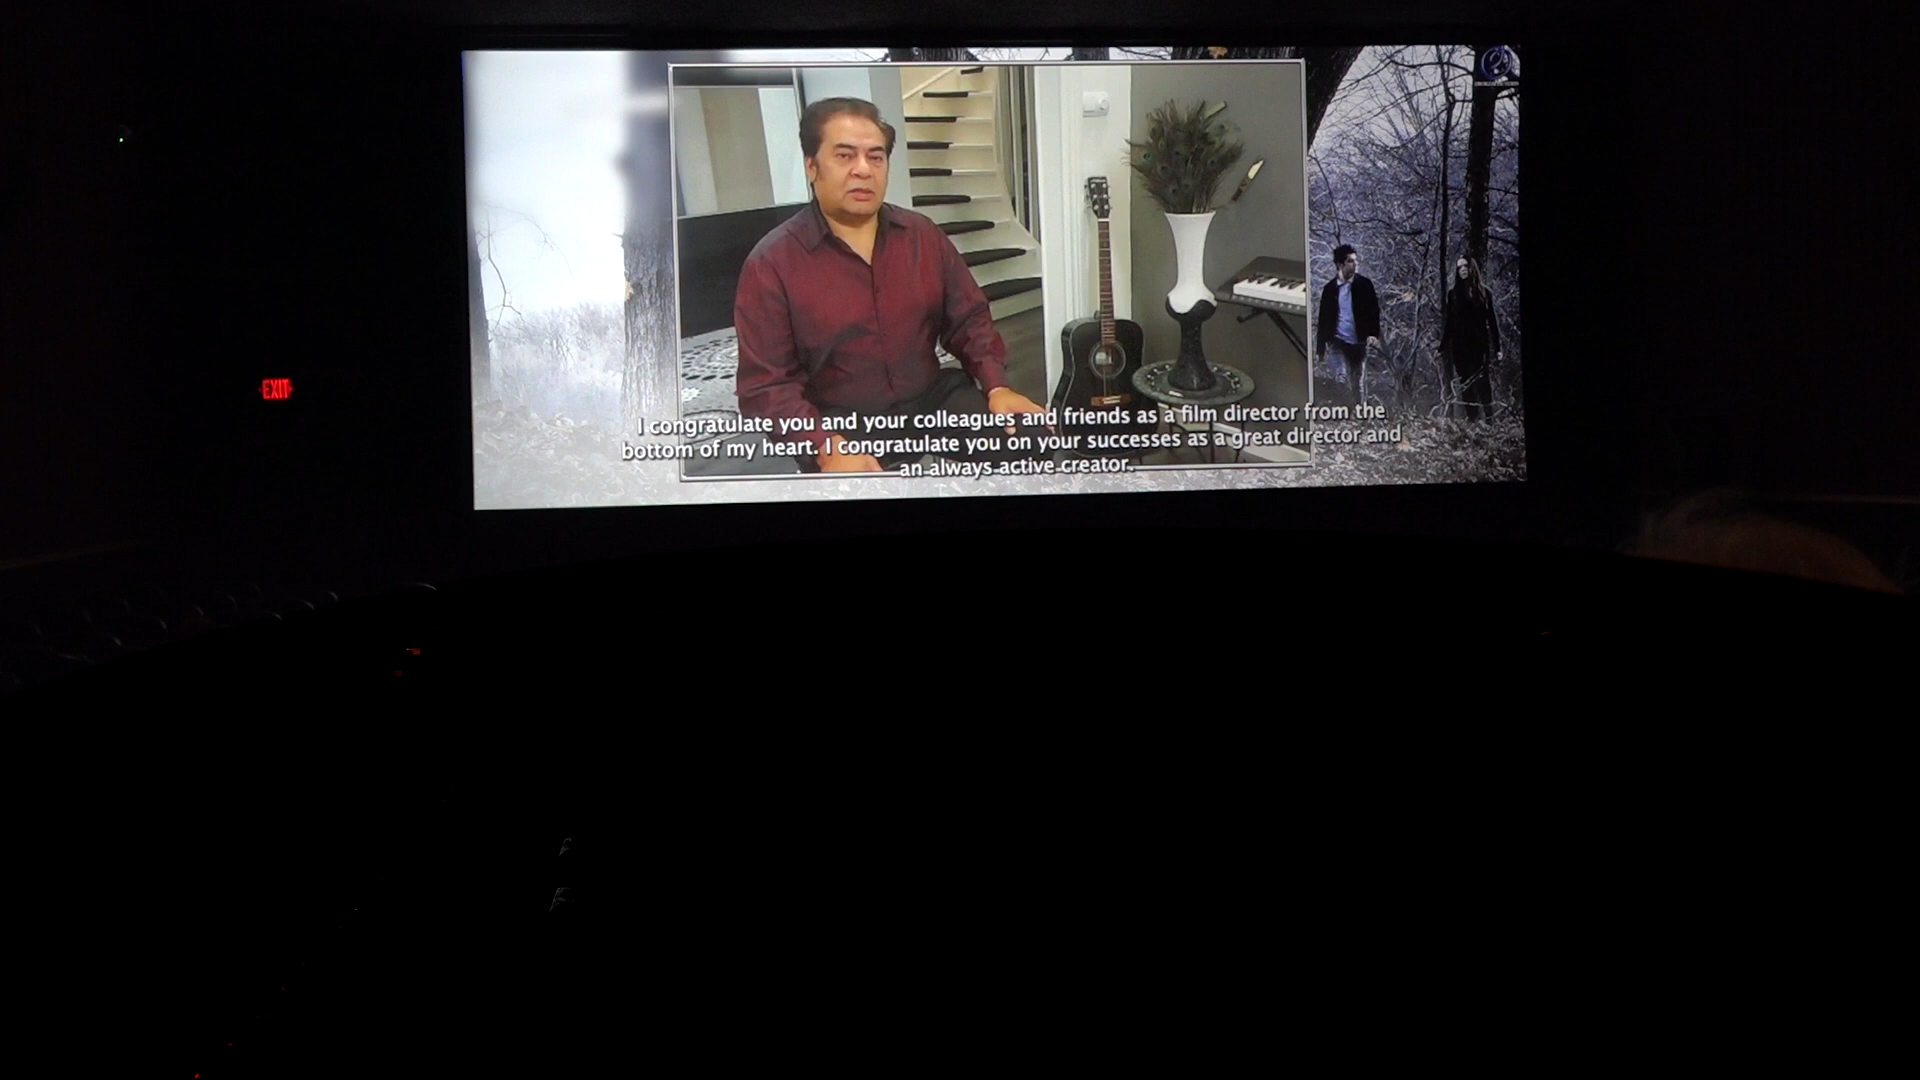 EXIT
I congratulate you and your colleagues and friends as a film director from the
bottom of my heart. I congratulate you on your successes as a great director and
an always active creator.